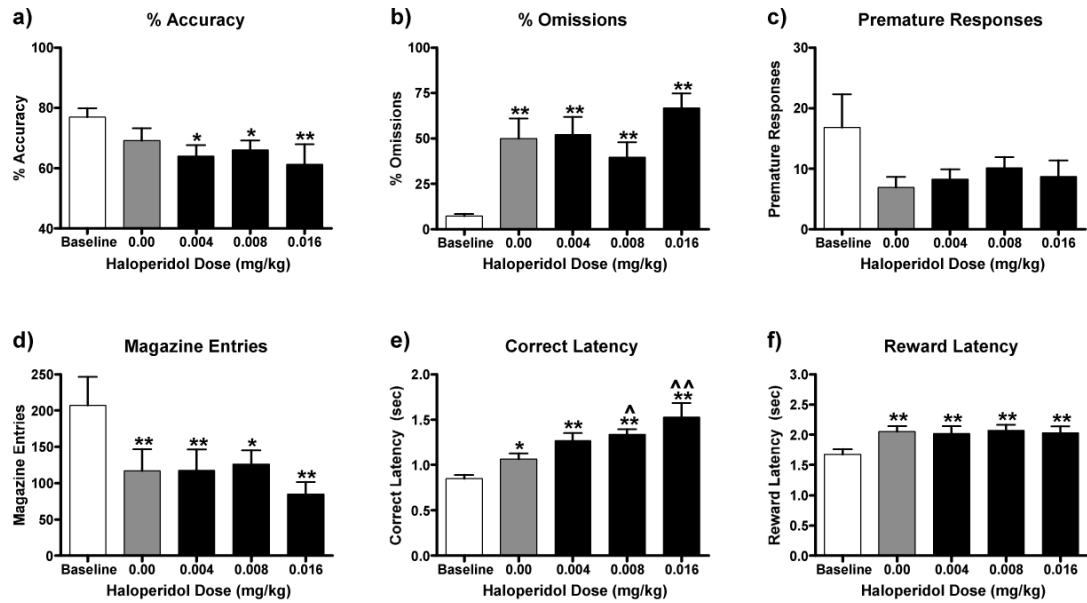 a) % Accuracy
% Accuracy
100
80
60
40
* * **
Baseline 0.00 0.004 0.008 0.016
Haloperidol Dose (mg/kg)
b) % Omissions
% Omissions
100
75
50
25
0
** ** ** **
Baseline 0.00 0.004 0.008 0.016
Haloperidol Dose (mg/kg)
c) Premature Responses
Premature Responses
30
20
10
0
Baseline 0.00 0.004 0.008 0.016
Haloperidol Dose (mg/kg)
d) Magazine Entries
Magazine Entries
250
200
150
100
50
0
** ** * **
Baseline 0.00 0.004 0.008 0.016
Haloperidol Dose (mg/kg)
e) Correct Latency
Correct Latency (sec)
2.0
1.5
1.0
0.5
0.0
^ ^^
* ** ** **
Baseline 0.00 0.004 0.008 0.016
Haloperidol Dose (mg/kg)
f) Reward Latency
Reward Latency (sec)
3.0
2.5
2.0
1.5
1.0
0.5
0.0
** ** ** **
Baseline 0.00 0.004 0.008 0.016
Haloperidol Dose (mg/kg)